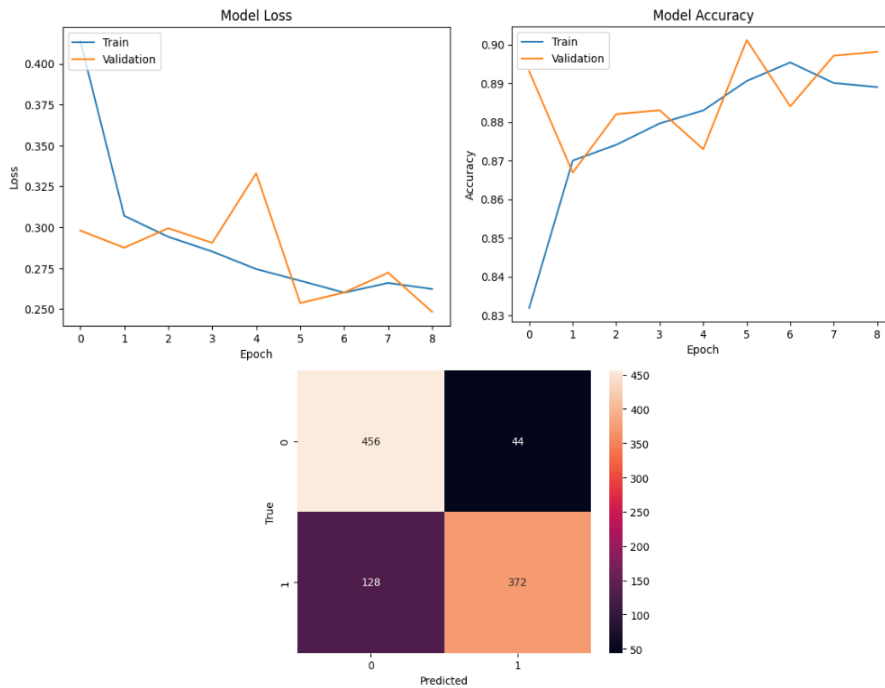 Model Loss
Train
Validation
0.400
0.375
0.350
0.325
0.300
0.275
0.250
Loss
0 1 2 3 4 5 6 7 8
Epoch
Model Accuracy
Train
Validation
0.90
0.89
0.88
0.87
0.86
0.85
0.84
0.83
Accuracy
0 1 2 3 4 5 6 7 8
Epoch
456 44
128 372
0
1
True
0 1
Predicted
450
400
350
300
250
200
150
100
50